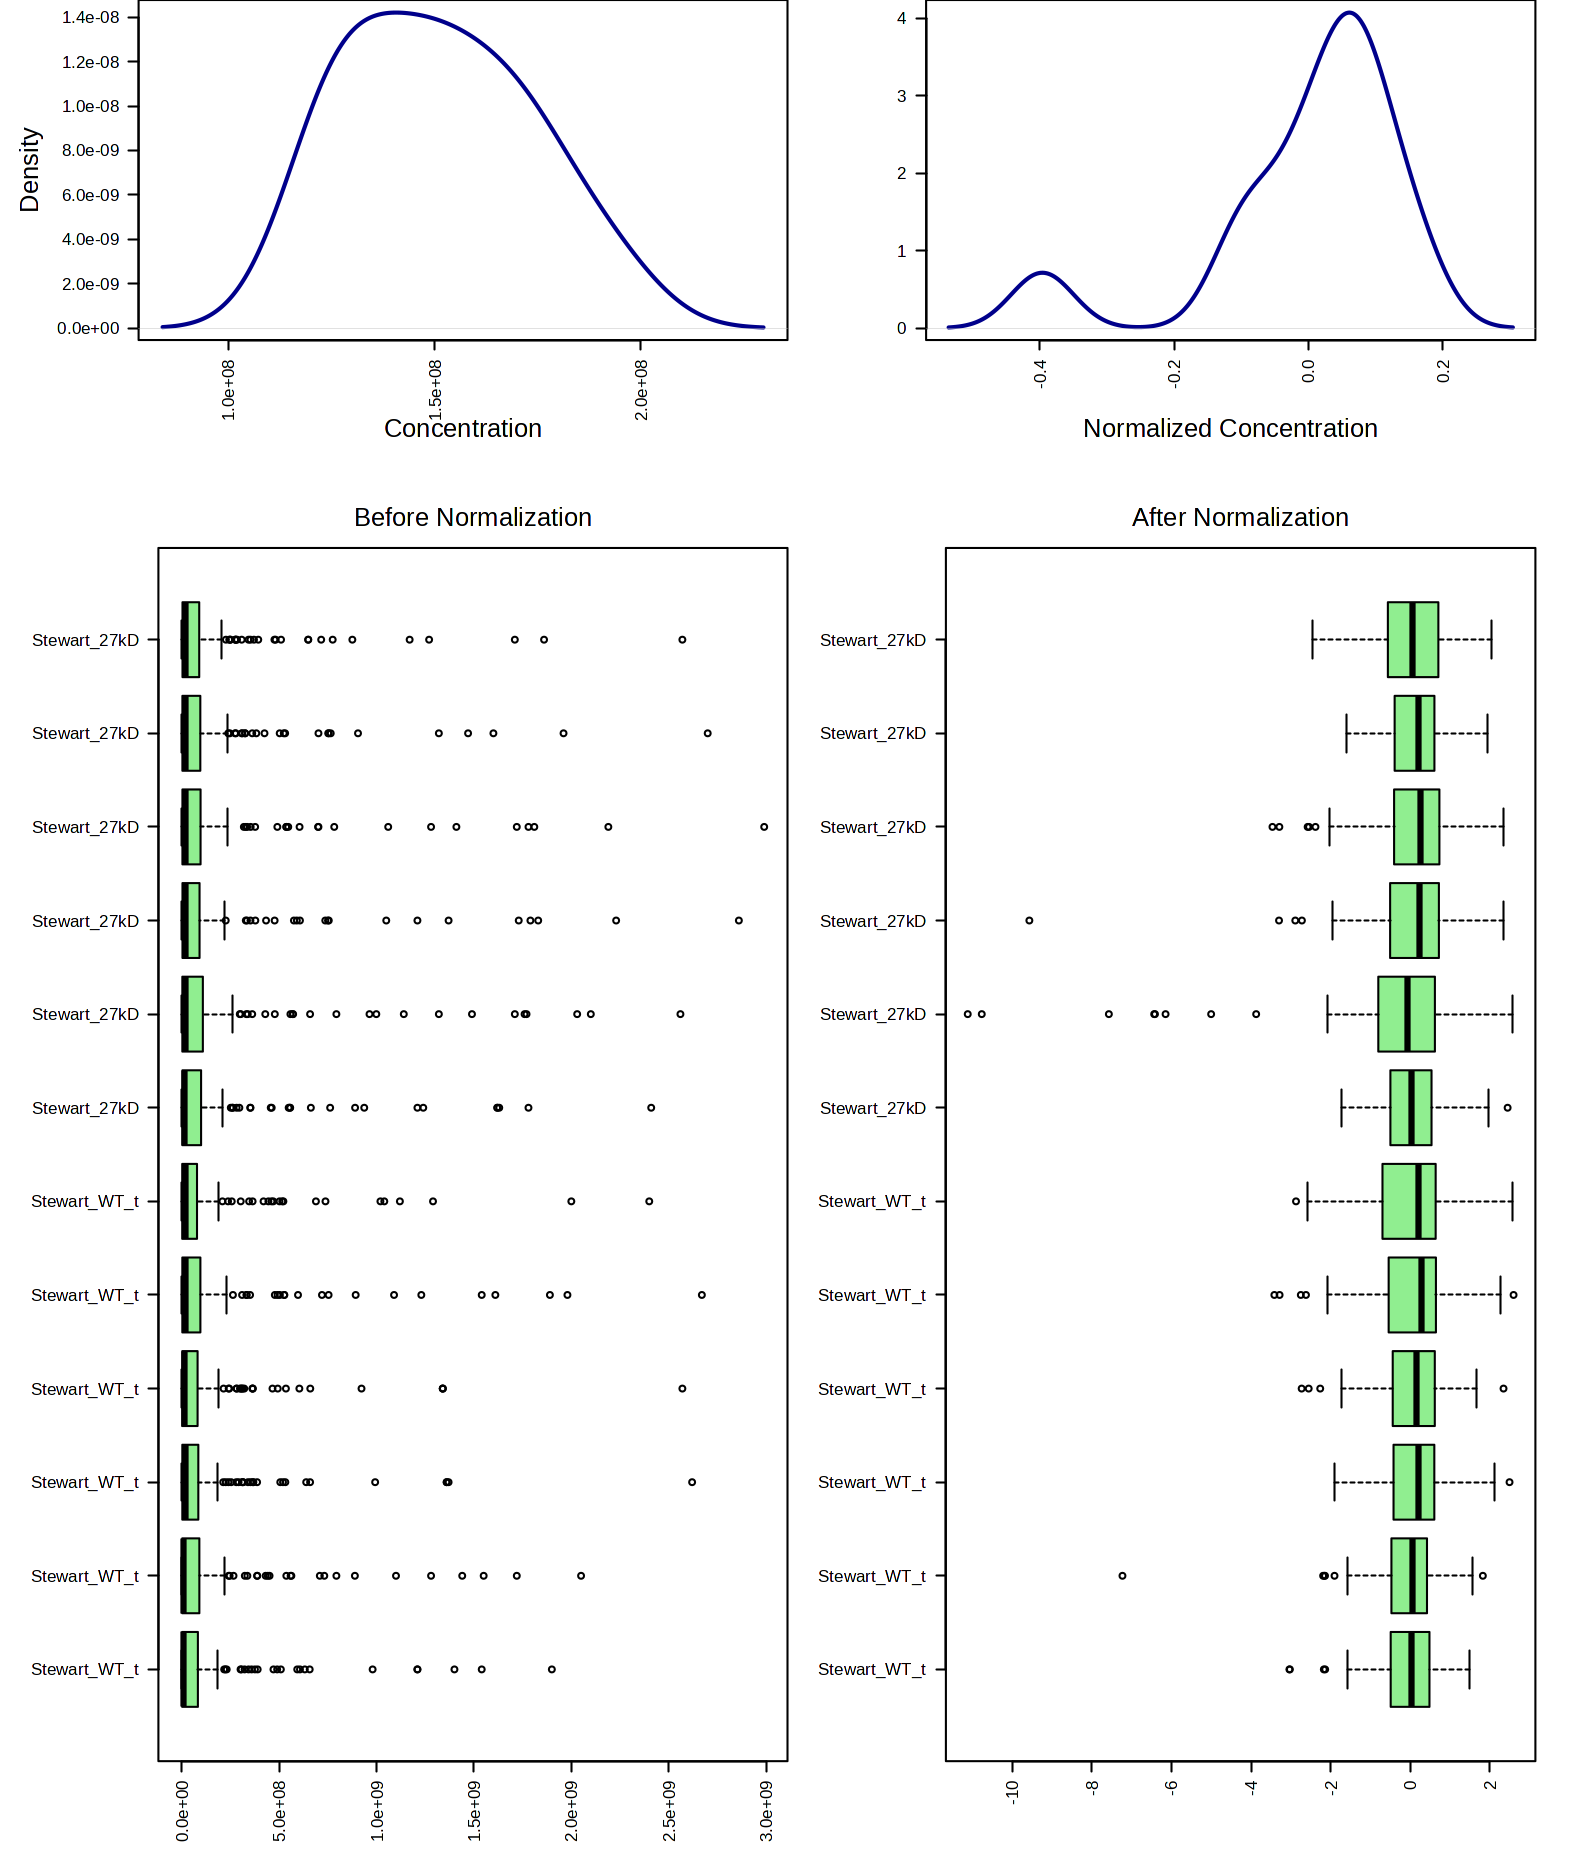 1.4e-08
1.2e-08
1.0e-08
8.0e-09
6.0e-09
4.0e-09
2.0e-09
0.0e+00
Density
1.0e+08
1.5e+08
2.0e+08
Concentration
4
3
2
1
0
-0.4
-0.2
0.0
0.2
Normalized Concentration
Before Normalization
Stewart_27kD
Stewart_27kD
Stewart_27kD
Stewart_27kD
Stewart_27kD
Stewart_27kD
Stewart_WT_t
Stewart_WT_t
Stewart_WT_t
Stewart_WT_t
Stewart_WT_t
Stewart_WT_t
0.0e+00
5.0e+08
1.0e+09
1.5e+09
2.0e+09
2.5e+09
3.0e+09
After Normalization
Stewart_27kD
Stewart_27kD
Stewart_27kD
Stewart_27kD
Stewart_27kD
Stewart_27kD
Stewart_WT_t
Stewart_WT_t
Stewart_WT_t
Stewart_WT_t
Stewart_WT_t
Stewart_WT_t
-10
-8
-6
-4
-2
0
2